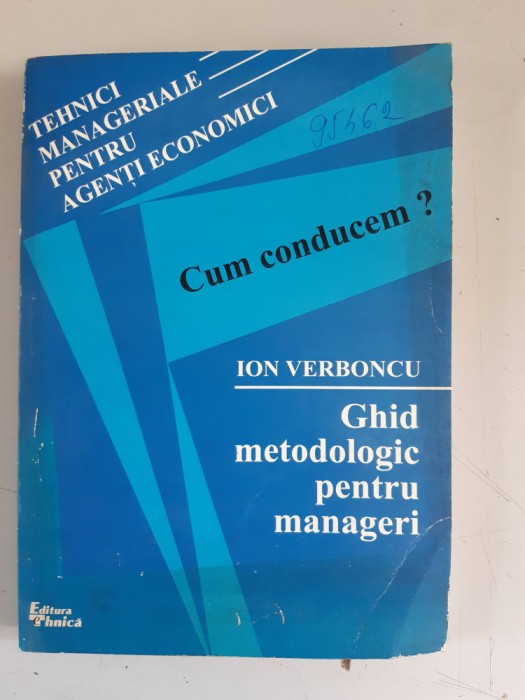 TEHNICI
MANAGERIALE
PENTRU
AGENȚI ECONOMICI
95462
Cum conducem ?
ION VERBONCU
Ghid
metodologic
pentru
manageri
Editura
Tehnică